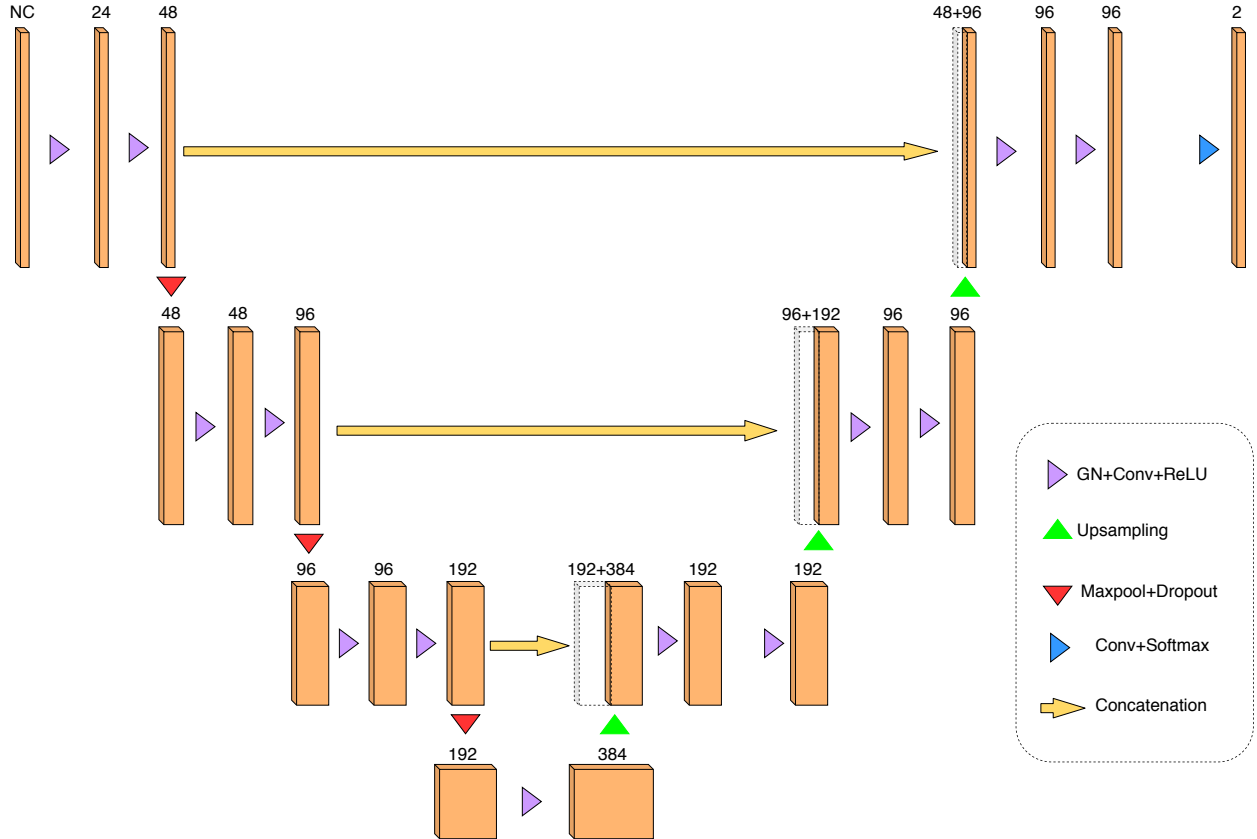 NC 24 48 48+96 96 96 2
48 48 96 96+192 96 96
96 96 192 192+384 192 192
192 384
GN+Conv+ReLU
Upsampling
Maxpool+Dropout
Conv+Softmax
Concatenation